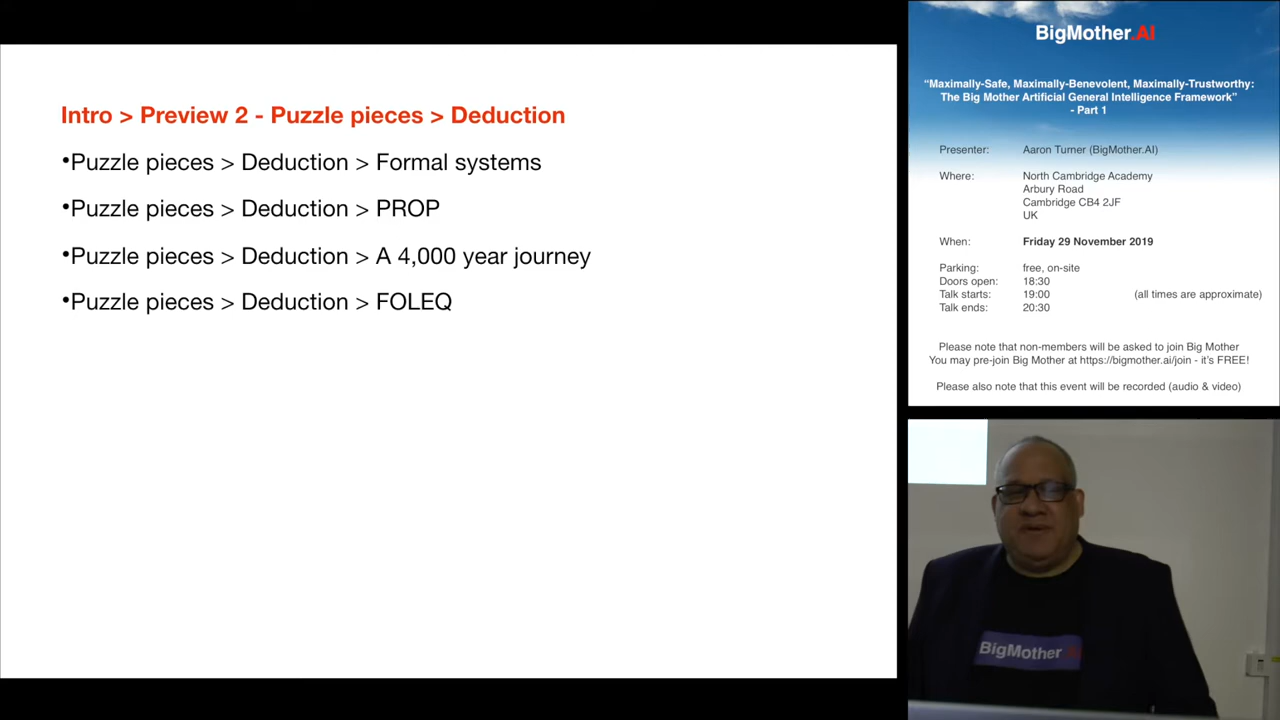 Intro > Preview 2 - Puzzle pieces > Deduction
•Puzzle pieces > Deduction > Formal systems
•Puzzle pieces > Deduction > PROP
•Puzzle pieces > Deduction > A 4,000 year journey
•Puzzle pieces > Deduction > FOLEQ
BigMother.AI
“Maximally-Safe, Maximally-Benevolent, Maximally-Trustworthy:
The Big Mother Artificial General Intelligence Framework”
- Part 1
Presenter: Aaron Turner (BigMother.AI)
Where: North Cambridge Academy
Arbury Road
Cambridge CB4 2JF
UK
When: Friday 29 November 2019
Parking: free, on-site
Doors open: 18:30
Talk starts: 19:00 (all times are approximate)
Talk ends: 20:30
Please note that non-members will be asked to join Big Mother
You may pre-join Big Mother at https://bigmother.ai/join - it’s FREE!
Please also note that this event will be recorded (audio & video)
BigMother.AI